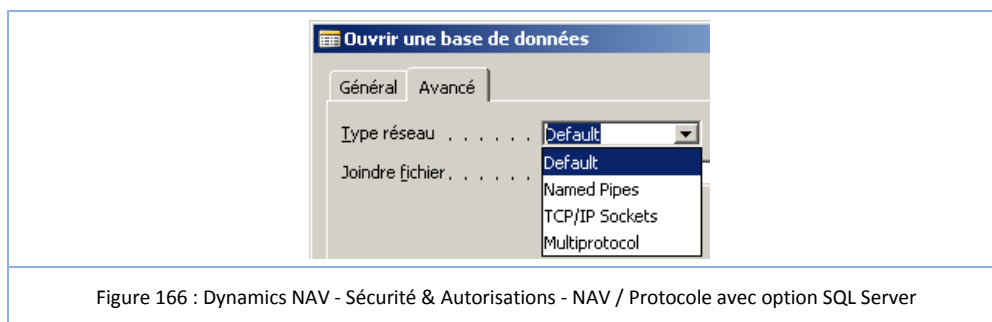 Ouvrir une base de données
Général Avancé
Type réseau . . . . . . Default
Default
Joindre fichier. . . . . .
Named Pipes
TCP/IP Sockets
Multiprotocol
Figure 166 : Dynamics NAV - Sécurité & Autorisations - NAV / Protocole avec option SQL Server